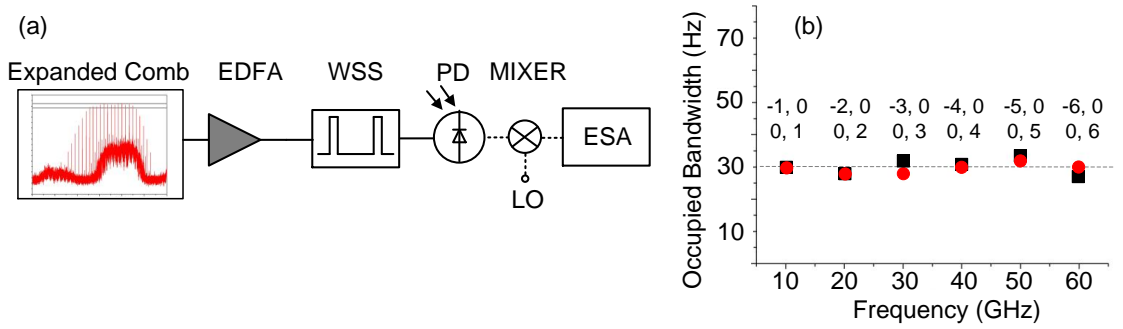 (a)
Expanded Comb
EDFA
WSS
PD
MIXER
LO
ESA
(b)
Occupied Bandwidth (Hz)
70
50
30
10
-1, 0 -2, 0 -3, 0 -4, 0 -5, 0 -6, 0
0, 1 0, 2 0, 3 0, 4 0, 5 0, 6
10 20 30 40 50 60
Frequency (GHz)